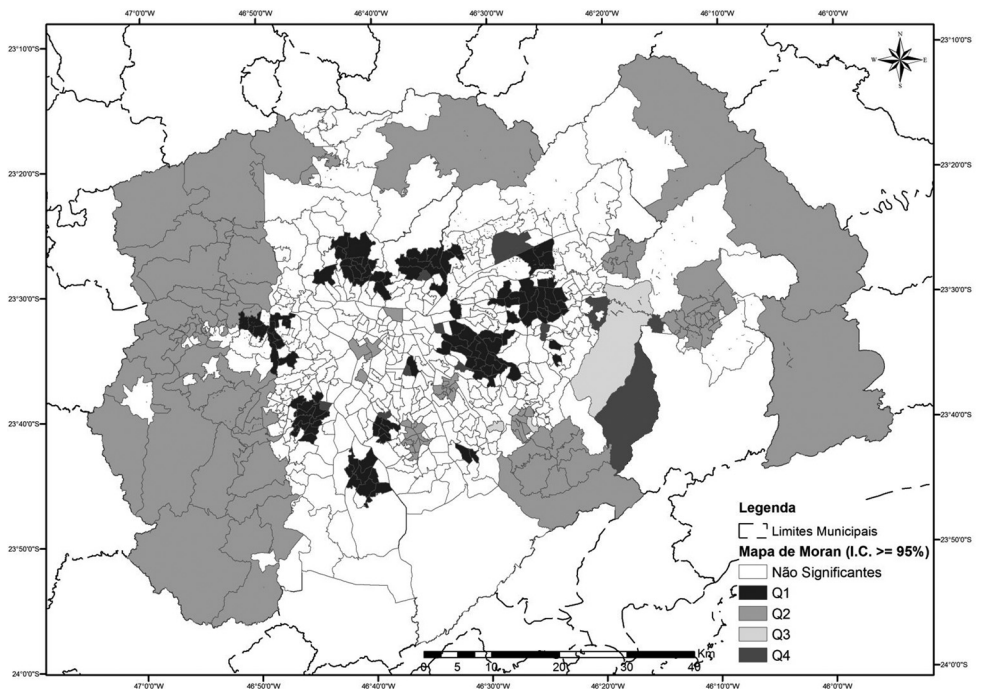 47°0'0"W 46°50'0"W 46°40'0"W 46°30'0"W 46°20'0"W 46°10'0"W 46°0'0"W
23°10'0"S 23°10'0"S
N
W E
S
23°20'0"S 23°20'0"S
23°30'0"S 23°30'0"S
23°40'0"S 23°40'0"S
23°50'0"S 23°50'0"S
24°0'0"S 24°0'0"S
Legenda
Limites Municipais
Mapa de Moran (I.C. >= 95%)
Não Significantes
Q1
Q2
Q3
Q4
Km
0 5 10 20 30 40
47°0'0"W 46°50'0"W 46°40'0"W 46°30'0"W 46°20'0"W 46°10'0"W 46°0'0"W